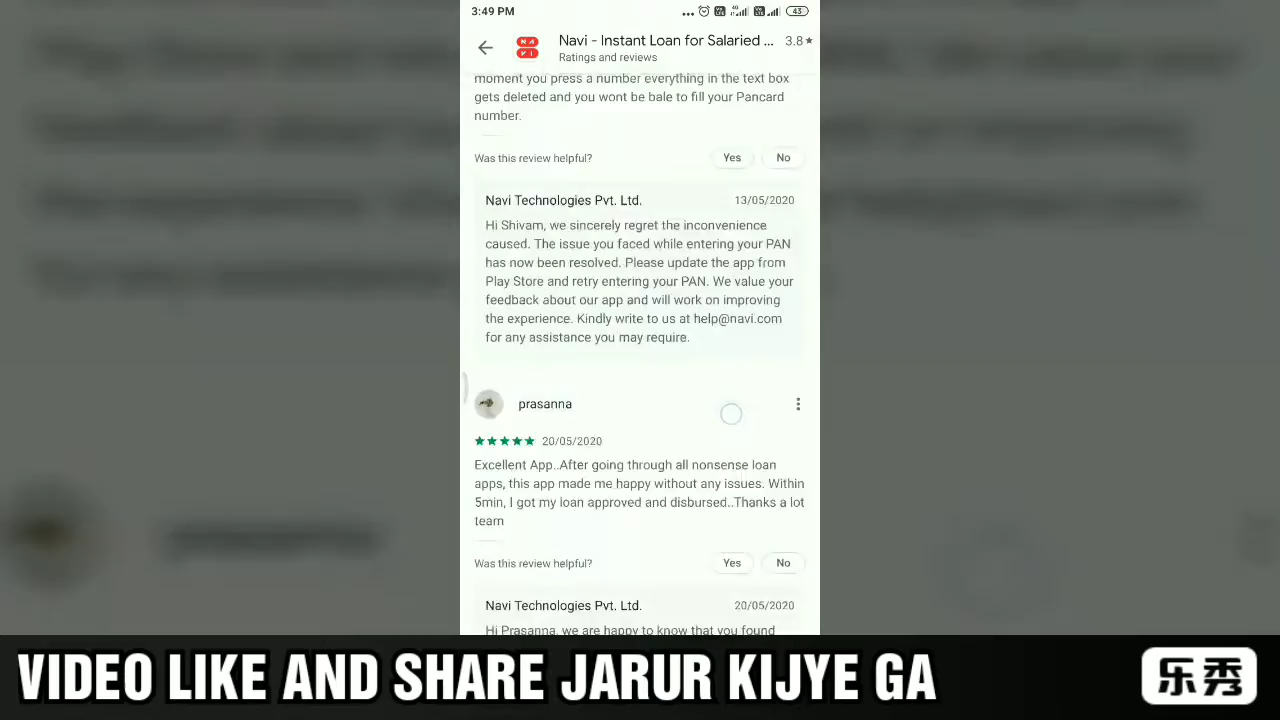 3:49 PM
4G
43
NAVI
Navi - Instant Loan for Salaried ...
3.8★
Ratings and reviews
moment you press a number everything in the text box
gets deleted and you wont be bale to fill your Pancard
number.
Was this review helpful?
Yes
No
Navi Technologies Pvt. Ltd.
13/05/2020
Hi Shivam, we sincerely regret the inconvenience
caused. The issue you faced while entering your PAN
has now been resolved. Please update the app from
Play Store and retry entering your PAN. We value your
feedback about our app and will work on improving
the experience. Kindly write to us at help@navi.com
for any assistance you may require.
prasanna
20/05/2020
Excellent App..After going through all nonsense loan
apps, this app made me happy without any issues. Within
5min, I got my loan approved and disbursed..Thanks a lot
team
Was this review helpful?
Yes
No
Navi Technologies Pvt. Ltd.
20/05/2020
Hi Prasanna, we are happy to know that you found
VIDEO LIKE AND SHARE JARUR KIJYE GA
乐秀